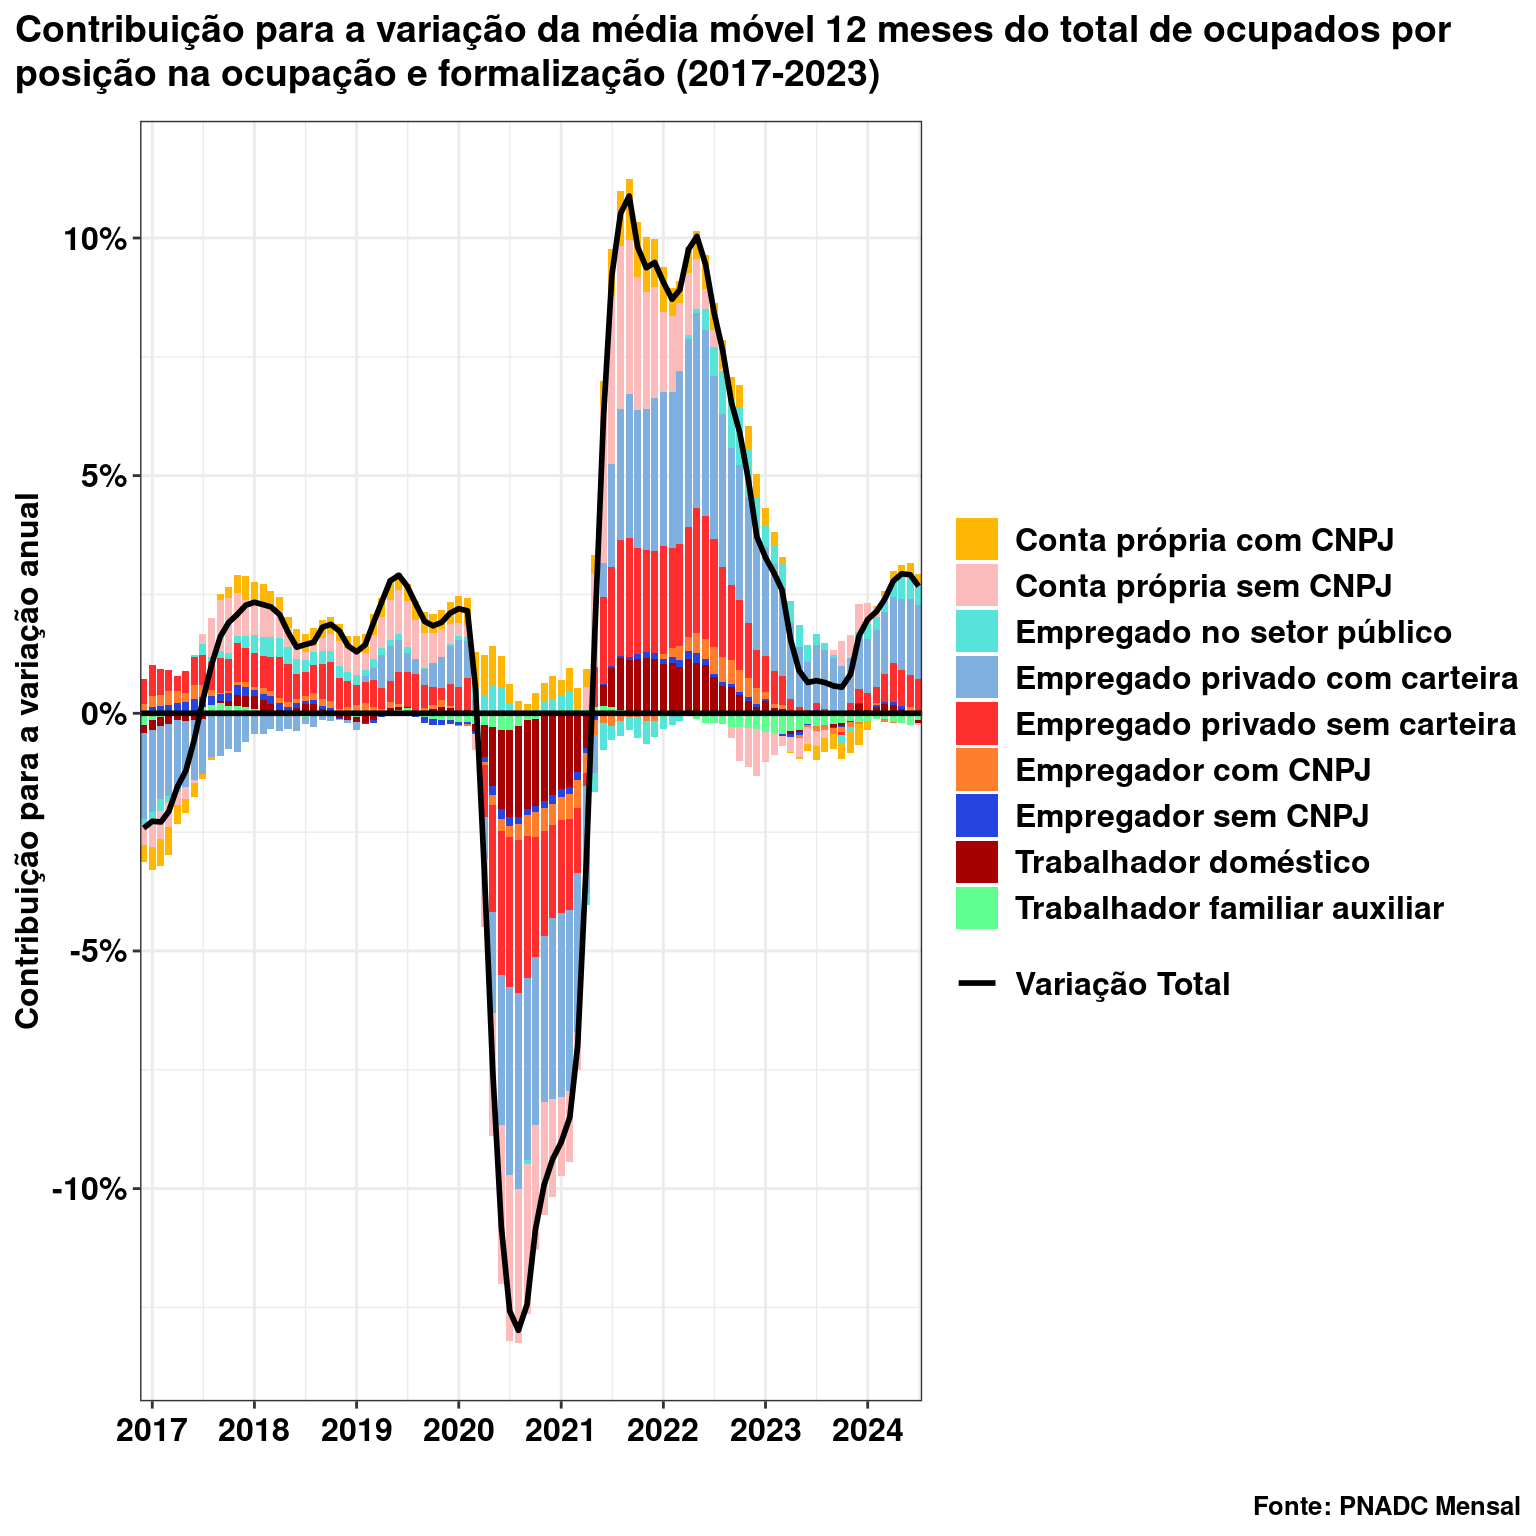 Contribuição para a variação da média móvel 12 meses do total de ocupados por
posição na ocupação e formalização (2017-2023)
Contribuição para a variação anual
10%
5%
0%
-5%
-10%
2017 2018 2019 2020 2021 2022 2023 2024
Conta própria com CNPJ
Conta própria sem CNPJ
Empregado no setor público
Empregado privado com carteira
Empregado privado sem carteira
Empregador com CNPJ
Empregador sem CNPJ
Trabalhador doméstico
Trabalhador familiar auxiliar
Variação Total
Fonte: PNADC Mensal